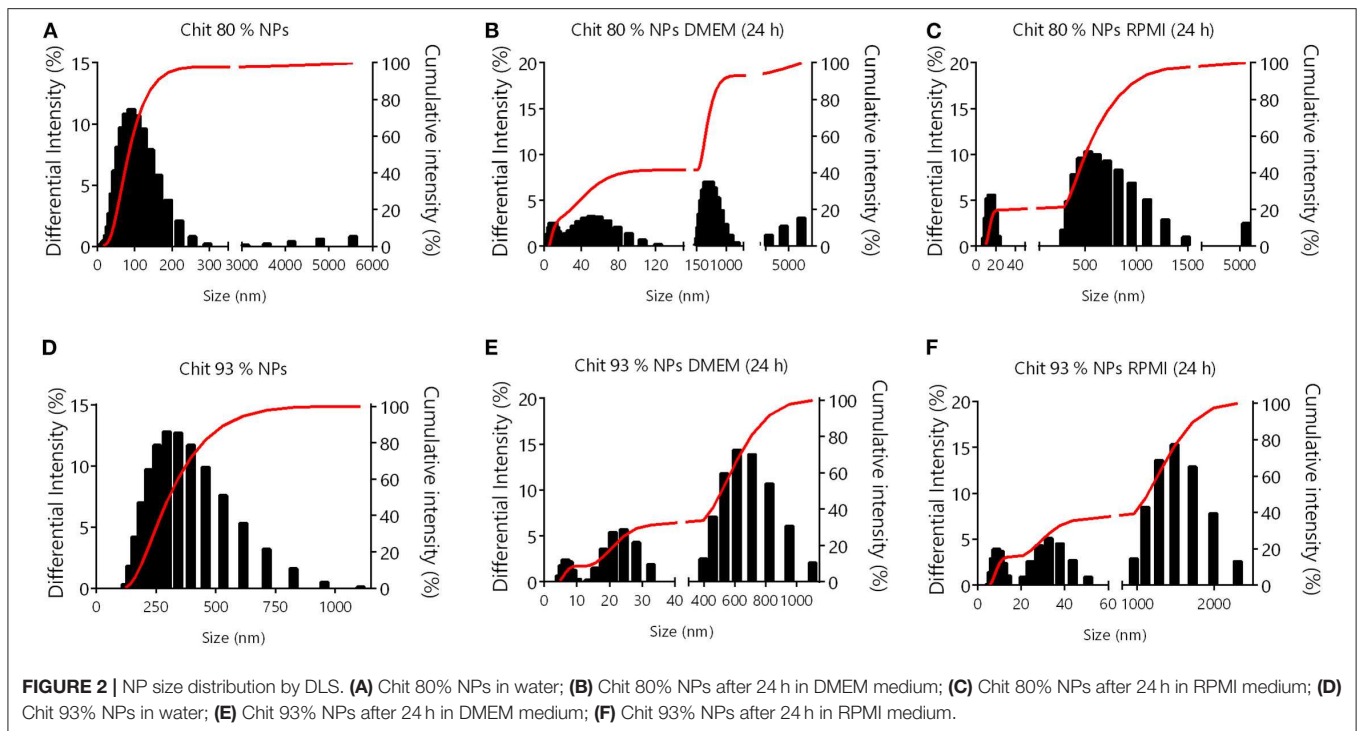 A
Chit 80 % NPs
Differential Intensity (%)
15
10
5
0
Cumulative intensity (%)
100
80
60
40
20
0
0 100 200 300 3000 4000 5000 6000
Size (nm)
B
Chit 80 % NPs DMEM (24 h)
Differential Intensity (%)
20
15
10
5
0
Cumulative intensity (%)
100
80
60
40
20
0
0 40 80 120 150 1000 5000
Size (nm)
C
Chit 80 % NPs RPMI (24 h)
Differential Intensity (%)
20
15
10
5
0
Cumulative intensity (%)
100
80
60
40
20
0
0 20 40 500 1000 1500 5000
Size (nm)
D
Chit 93 % NPs
Differential Intensity (%)
15
10
5
0
Cumulative intensity (%)
100
80
60
40
20
0
0 250 500 750 1000
Size (nm)
E
Chit 93 % NPs DMEM (24 h)
Differential Intensity (%)
20
15
10
5
0
Cumulative intensity (%)
100
80
60
40
20
0
0 10 20 30 40 400 600 800 1000
Size (nm)
F
Chit 93 % NPs RPMI (24 h)
Differential Intensity (%)
20
15
10
5
0
Cumulative intensity (%)
100
80
60
40
20
0
0 20 40 60 1000 2000
Size (nm)
FIGURE 2 | NP size distribution by DLS. (A) Chit 80% NPs in water; (B) Chit 80% NPs after 24 h in DMEM medium; (C) Chit 80% NPs after 24 h in RPMI medium; (D)
Chit 93% NPs in water; (E) Chit 93% NPs after 24 h in DMEM medium; (F) Chit 93% NPs after 24 h in RPMI medium.